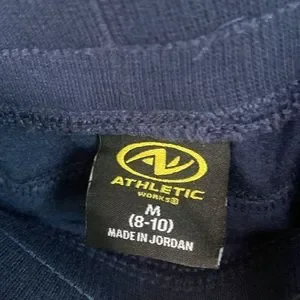 ATHLETIC
WORKS®
M
(8-10)
MADE IN JORDAN